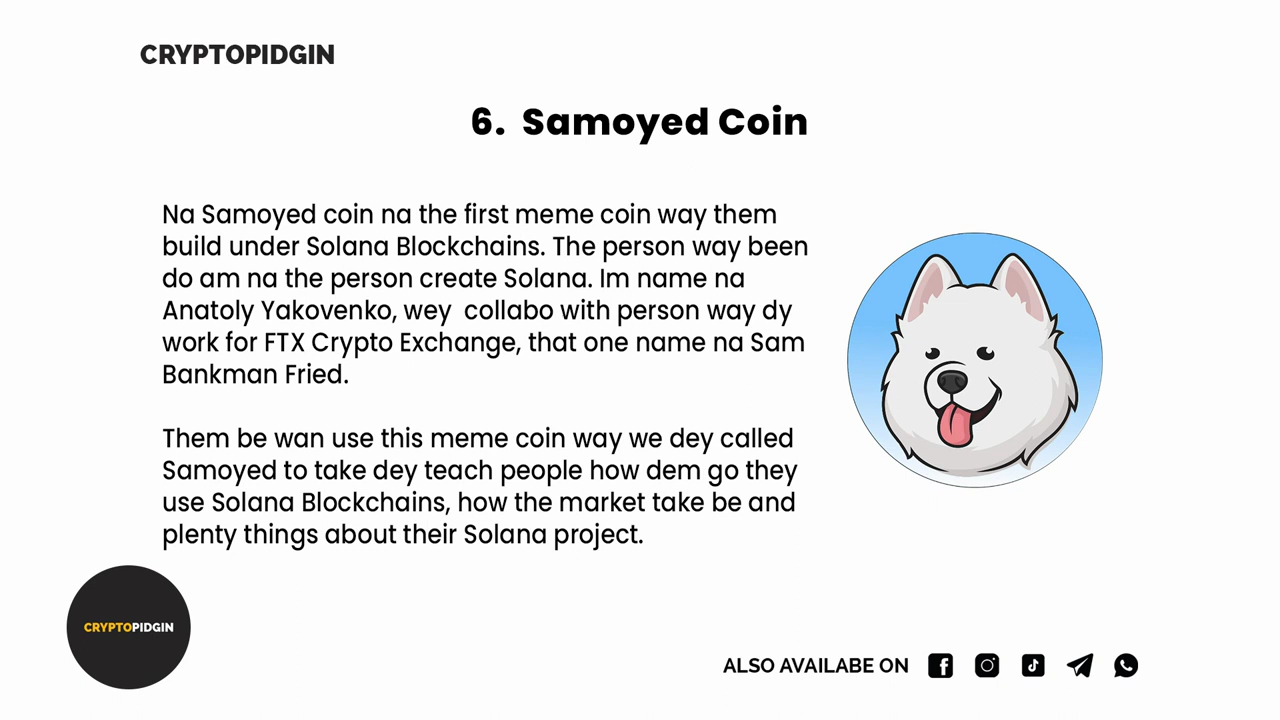 CRYPTOPIDGIN
6. Samoyed Coin
Na Samoyed coin na the first meme coin way them
build under Solana Blockchains. The person way been
do am na the person create Solana. Im name na
Anatoly Yakovenko, wey  collabo with person way dy
work for FTX Crypto Exchange, that one name na Sam
Bankman Fried.
Them be wan use this meme coin way we dey called
Samoyed to take dey teach people how dem go they
use Solana Blockchains, how the market take be and
plenty things about their Solana project.
CRYPTOPIDGIN
ALSO AVAILABE ON